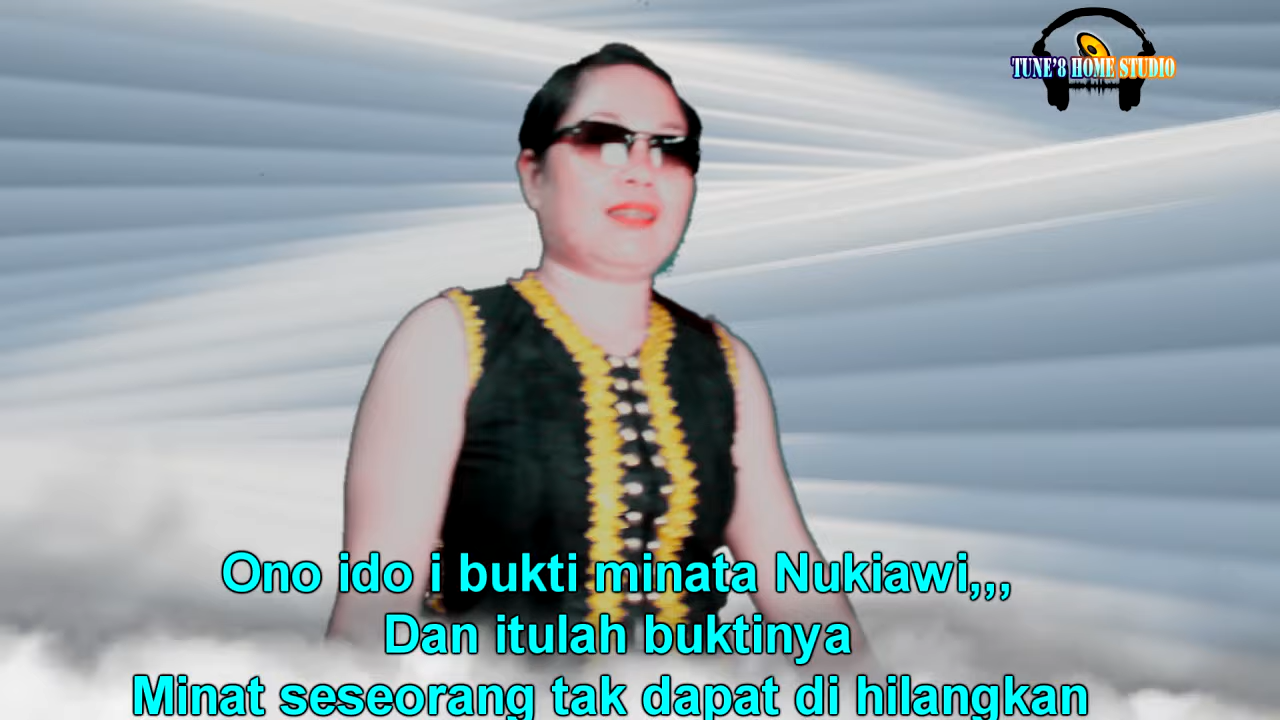 TUNE'8 HOME STUDIO
Ono ido i bukti minata Nukiawi,,,
Dan itulah buktinya
Minat seseorang tak dapat di hilangkan